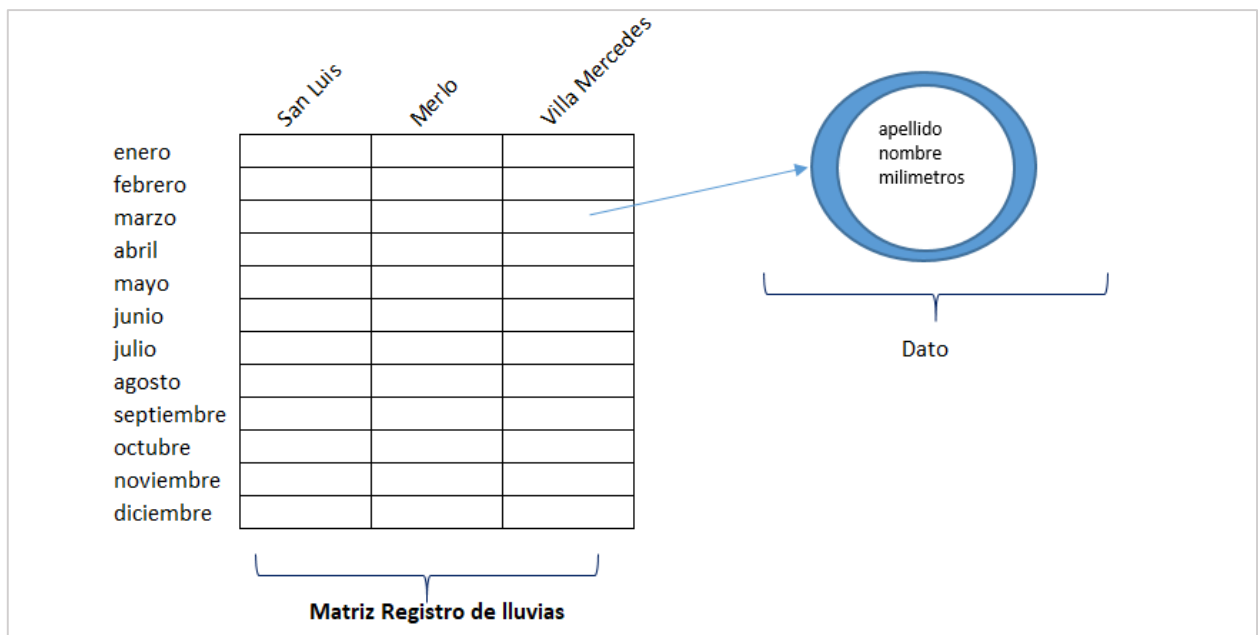 San Luis
Merlo
Villa Mercedes
enero
febrero
marzo
abril
mayo
junio
julio
agosto
septiembre
octubre
noviembre
diciembre
Matriz Registro de lluvias
apellido
nombre
milimetros
Dato